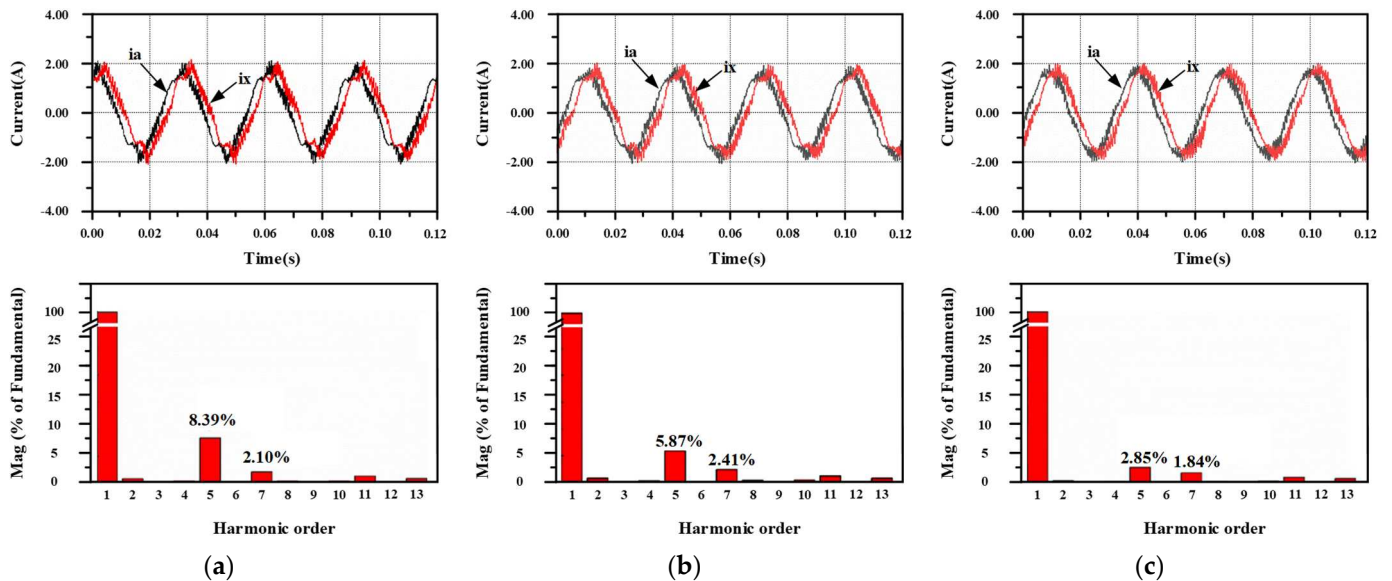 Current(A)
4.00
2.00
0.00
-2.00
-4.00
ia
ix
0.00 0.02 0.04 0.06 0.08 0.10 0.12
Time(s)
Mag (% of Fundamental)
100
25
20
15
10
5
0
8.39%
2.10%
1 2 3 4 5 6 7 8 9 10 11 12 13
Harmonic order
(a)
Current(A)
4.00
2.00
0.00
-2.00
-4.00
ia
ix
0.00 0.02 0.04 0.06 0.08 0.10 0.12
Time(s)
Mag (% of Fundamental)
100
25
20
15
10
5
0
5.87%
2.41%
1 2 3 4 5 6 7 8 9 10 11 12 13
Harmonic order
(b)
Current(A)
4.00
2.00
0.00
-2.00
-4.00
ia
ix
0.00 0.02 0.04 0.06 0.08 0.10 0.12
Time(s)
Mag (% of Fundamental)
100
25
20
15
10
5
0
2.85%
1.84%
1 2 3 4 5 6 7 8 9 10 11 12 13
Harmonic order
(c)